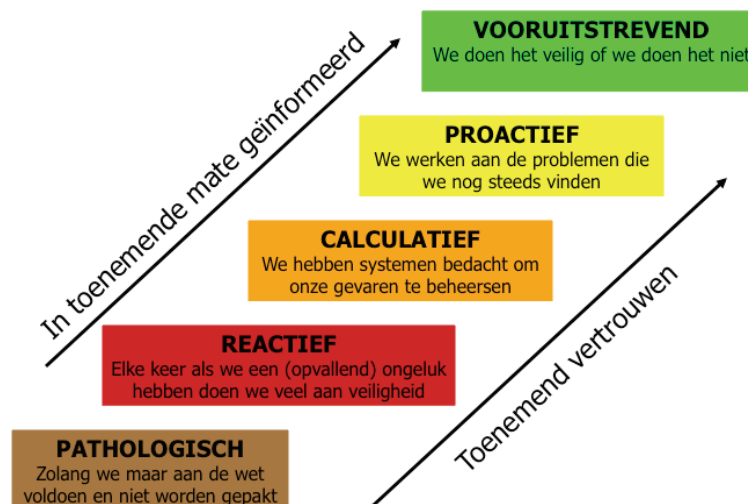 VOORUITSTREVEND
We doen het veilig of we doen het niet
In toenemende mate geïnformeerd
PROACTIEF
We werken aan de problemen die
we nog steeds vinden
CALCULATIEF
We hebben systemen bedacht om
onze gevaren te beheersen
Toenemend vertrouwen
REACTIEF
Elke keer als we een (opvallend) ongeluk
hebben doen we veel aan veiligheid
PATHOLOGISCH
Zolang we maar aan de wet
voldoen en niet worden gepakt